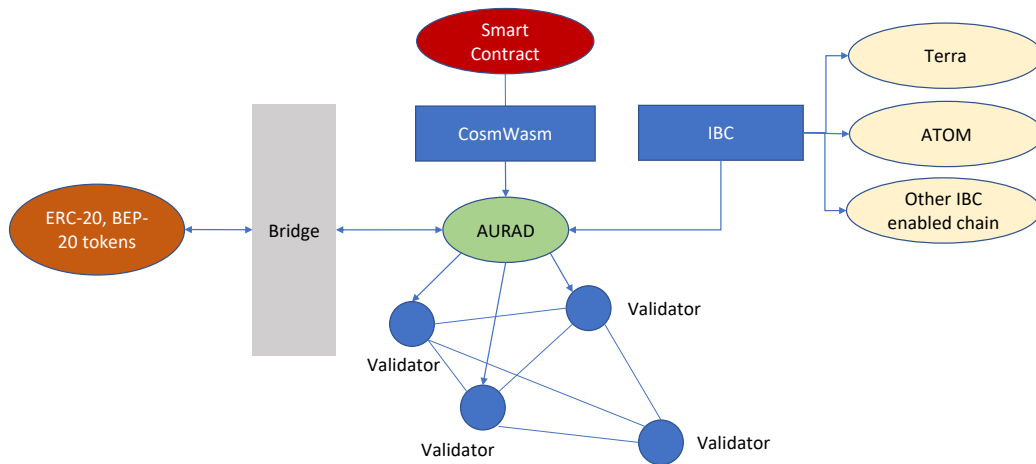 Smart
Contract
Terra
CosmWasm
IBC
ATOM
ERC-20, BEP-
20 tokens
Bridge
AURAD
Other IBC
enabled chain
Validator
Validator
Validator
Validator